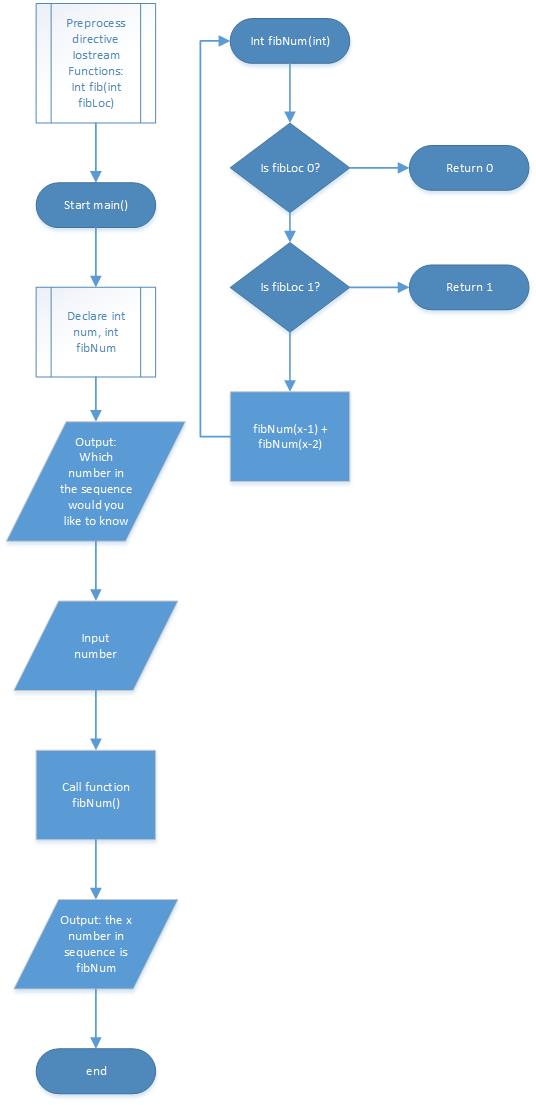 Preprocess
directive
Iostream
Functions:
Int fib(int
fibLoc)
Start main()
Declare int
num, int
fibNum
Output:
Which
number in
the sequence
would you
like to know
Input
number
Call function
fibNum()
Output: the x
number in
sequence is
fibNum
end
Int fibNum(int)
Is fibLoc 0?
Return 0
Is fibLoc 1?
Return 1
fibNum(x-1) +
fibNum(x-2)